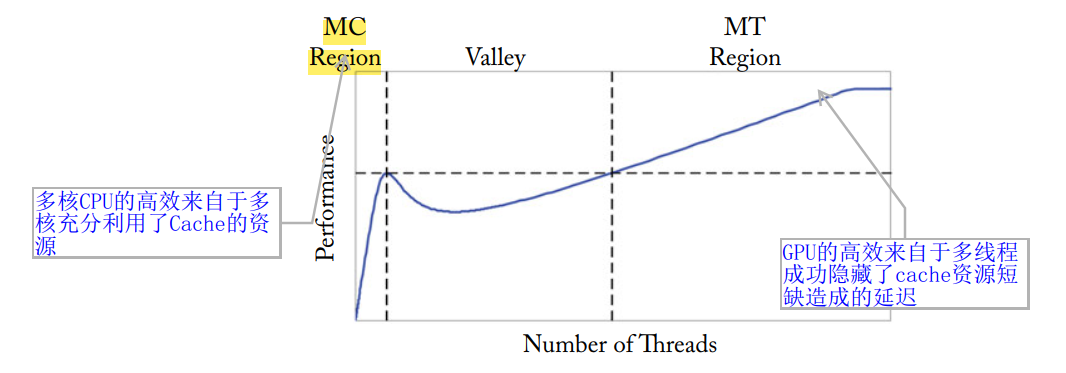 MC
Region
Valley
MT
Region
Performance
多核CPU的高效来自于多
核充分利用了Cache的资
源
GPU的高效来自于多线程
成功隐藏了cache资源短
缺造成的延迟
Number of Threads